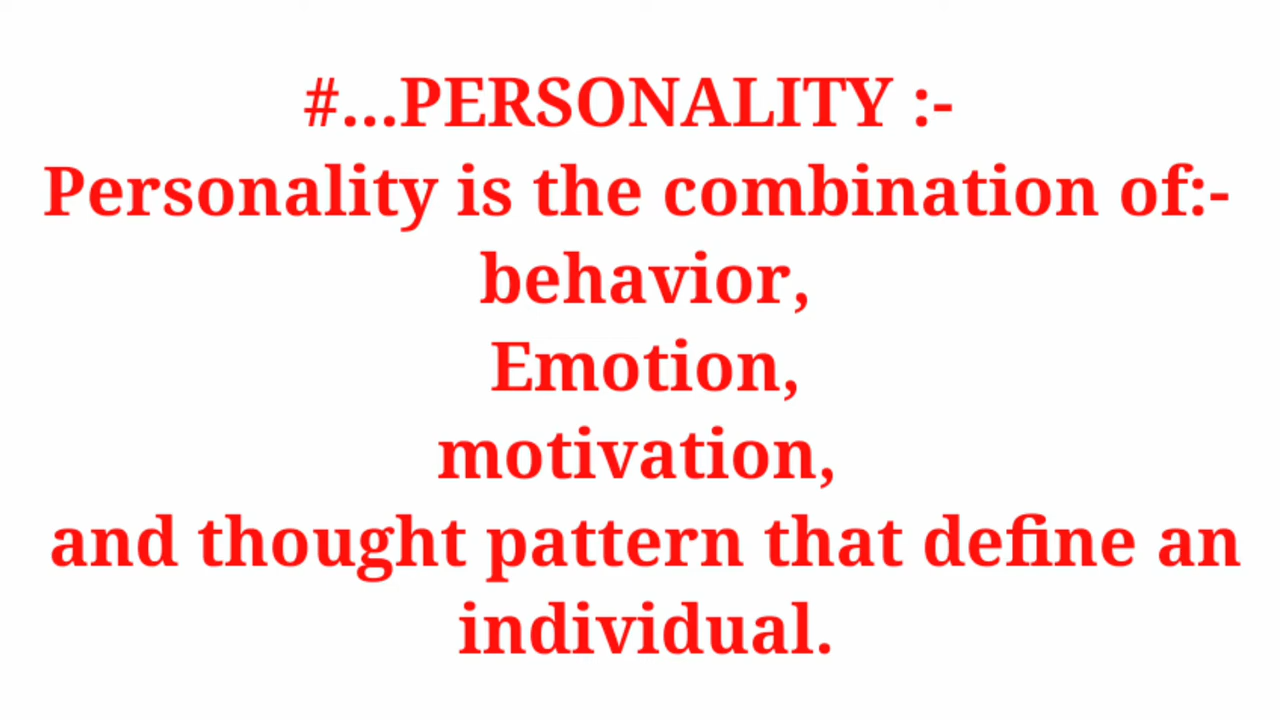 #...PERSONALITY :-
Personality is the combination of:-
behavior,
Emotion,
motivation,
and thought pattern that define an
individual.